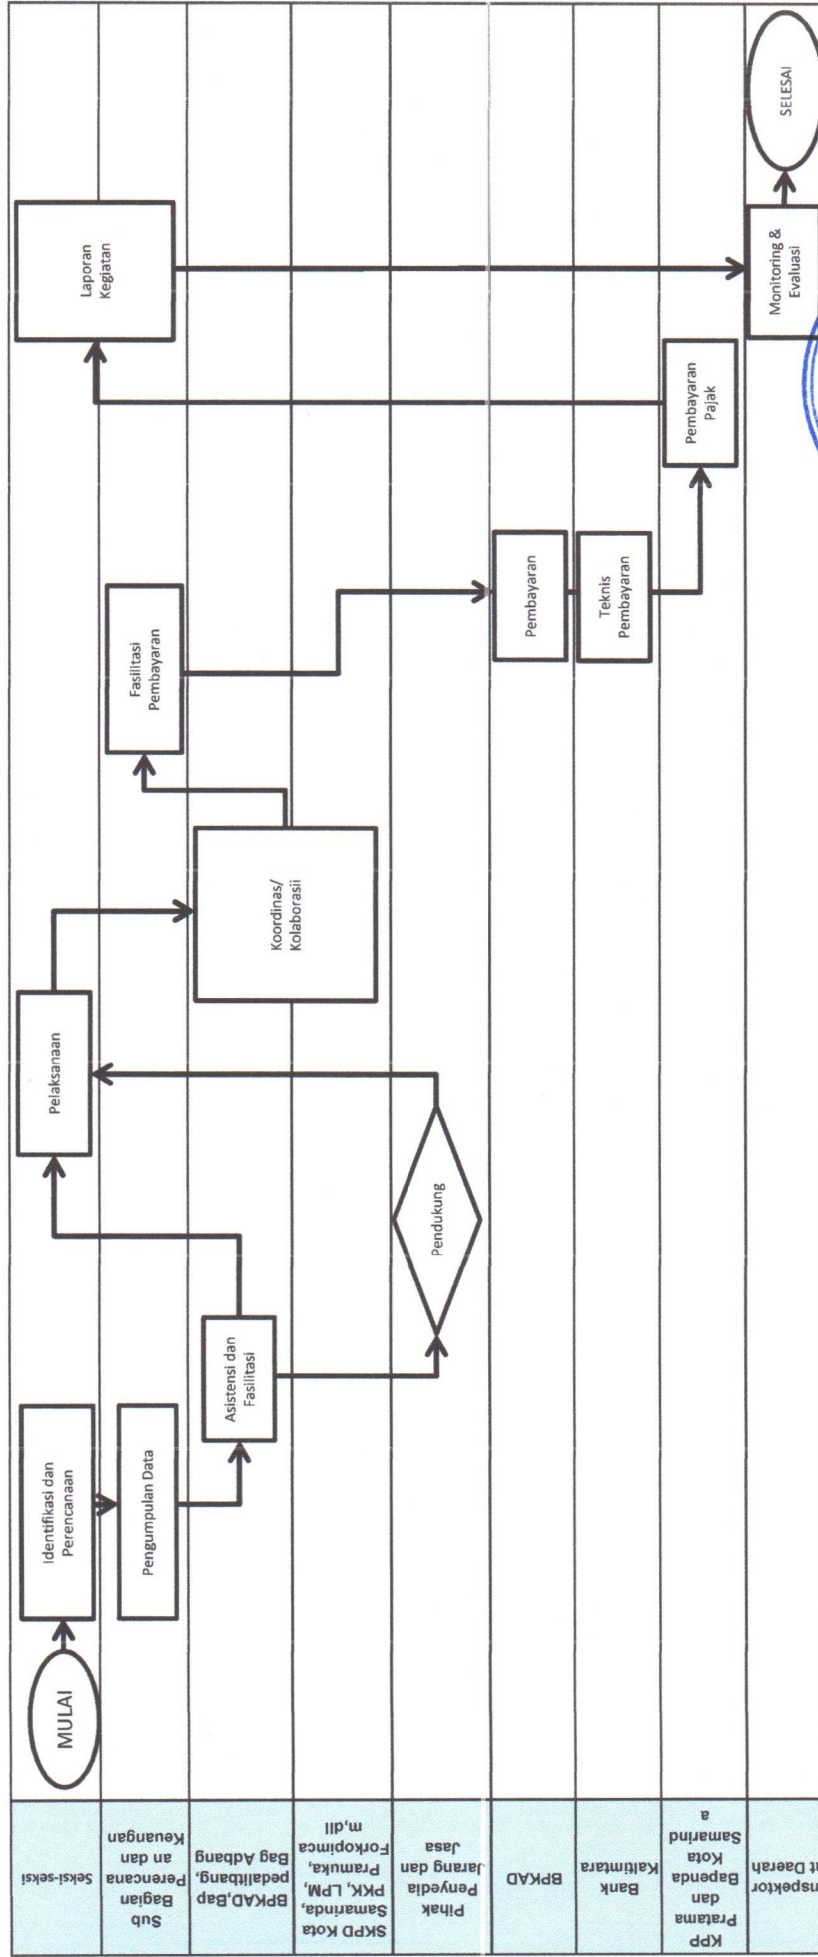 Seksi-seksi
Sub
Bagian
Perencana
an dan
Keuangan
BPKAD,Bap
pedalitbang,
Bag Adbang
SKPD Kota
Samarinda,
PKK, LPM,
Pramuka,
Forkopimca
m,dll
Pihak
Penyedia
Jarang dan
Jasa
BPKAD
Bank
Kaltimtara
KPP
Pratama
dan
Bapenda
Kota
Samarind
a
nspektor
t Daerah
MULAI
Identifikasi dan
Perencanaan
Pengumpulan Data
Asistensi dan
Fasilitasi
Pendukung
Pelaksanaan
Koordinas/
Kolaborasii
Fasilitasi
Pembayaran
Pembayaran
Teknis
Pembayaran
Pembayaran
Pajak
Laporan
Kegiatan
Monitoring &
Evaluasi
SELESAI